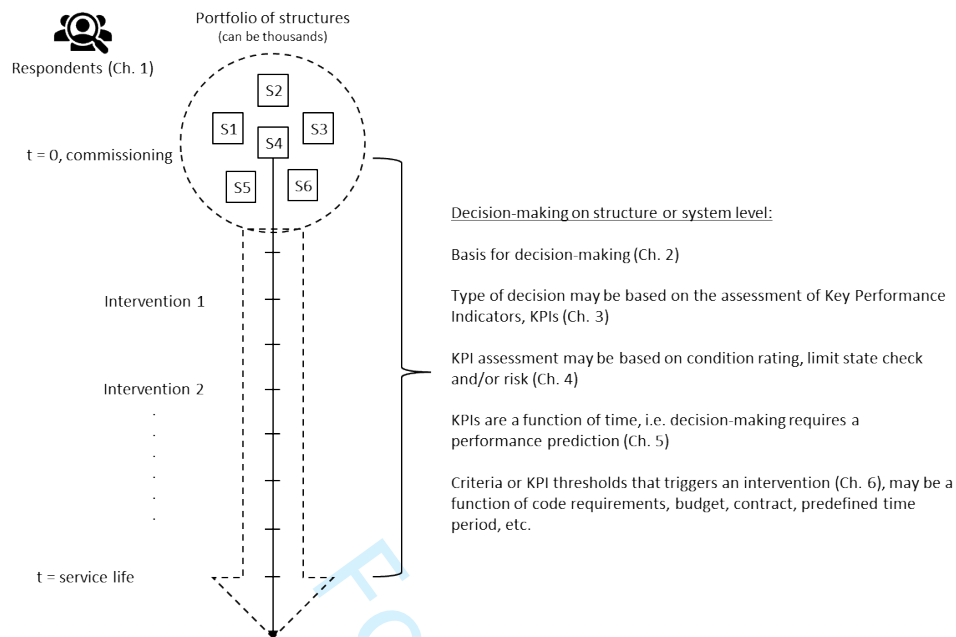 Portfolio of structures
(can be thousands)
Respondents (Ch. 1)
S2
S1
S3
S4
S5
S6
t = 0, commissioning
Decision-making on structure or system level:
Basis for decision-making (Ch. 2)
Type of decision may be based on the assessment of Key Performance
Indicators, KPIs (Ch. 3)
KPI assessment may be based on condition rating, limit state check
and/or risk (Ch. 4)
KPIs are a function of time, i.e. decision-making requires a
performance prediction (Ch. 5)
Criteria or KPI thresholds that triggers an intervention (Ch. 6), may be a
function of code requirements, budget, contract, predefined time
period, etc.
Intervention 1
Intervention 2
.
.
.
.
.
.
t = service life